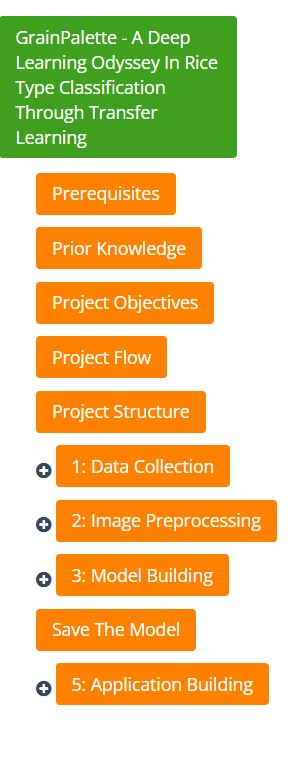 GrainPalette - A Deep
Learning Odyssey In Rice
Type Classification
Through Transfer
Learning
Prerequisites
Prior Knowledge
Project Objectives
Project Flow
Project Structure
1: Data Collection
2: Image Preprocessing
3: Model Building
Save The Model
5: Application Building